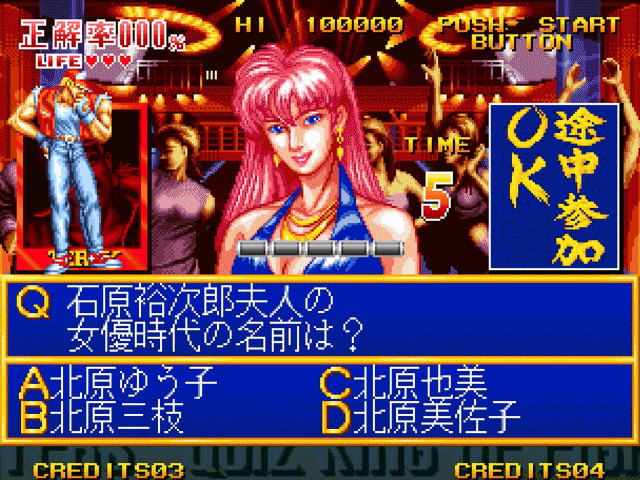 正解率000%
HI 100000
PUSH START
BUTTON
LIFE
TIME
5
途中参加
OK
Q 石原裕次郎夫人の
女優時代の名前は?
A北原ゆう子
C北原也美
B北原三枝
D北原美佐子
QUIZ KING OF
CREDITS03
CREDITS04